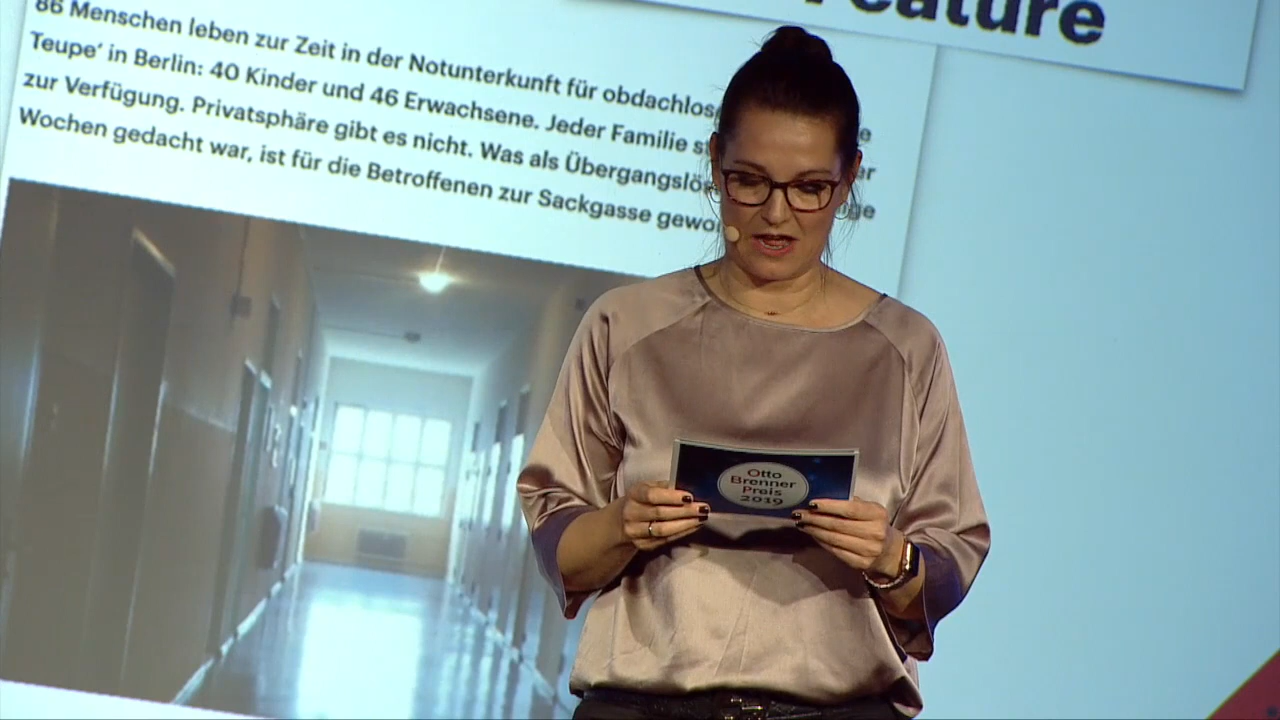 Feature
86 Menschen leben zur Zeit in der Notunterkunft für
Teupe‘ in Berlin: 40 Kinder und 46 Erwachsene. Jeder Familie
zur Verfügung. Privatsphäre gibt es nicht. Was als
Wochen gedacht war, ist für die Betroffenen zur Sackgasse
Otto
Brenner
Preis
2019